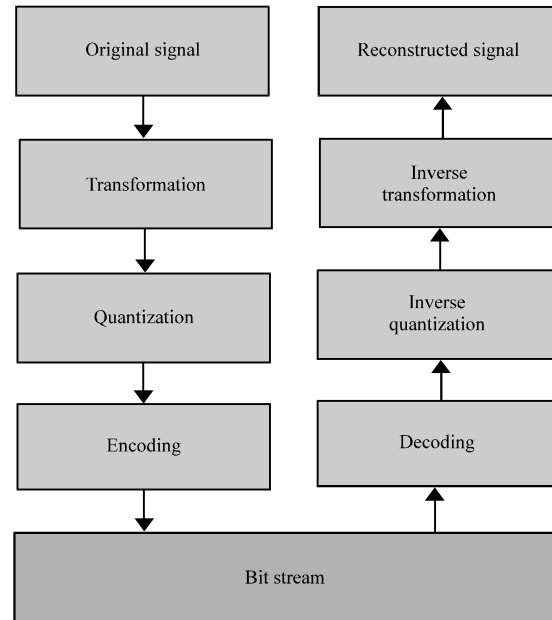 Original signal
Transformation
Quantization
Encoding
Bit stream
Decoding
Inverse
quantization
Inverse
transformation
Reconstructed signal